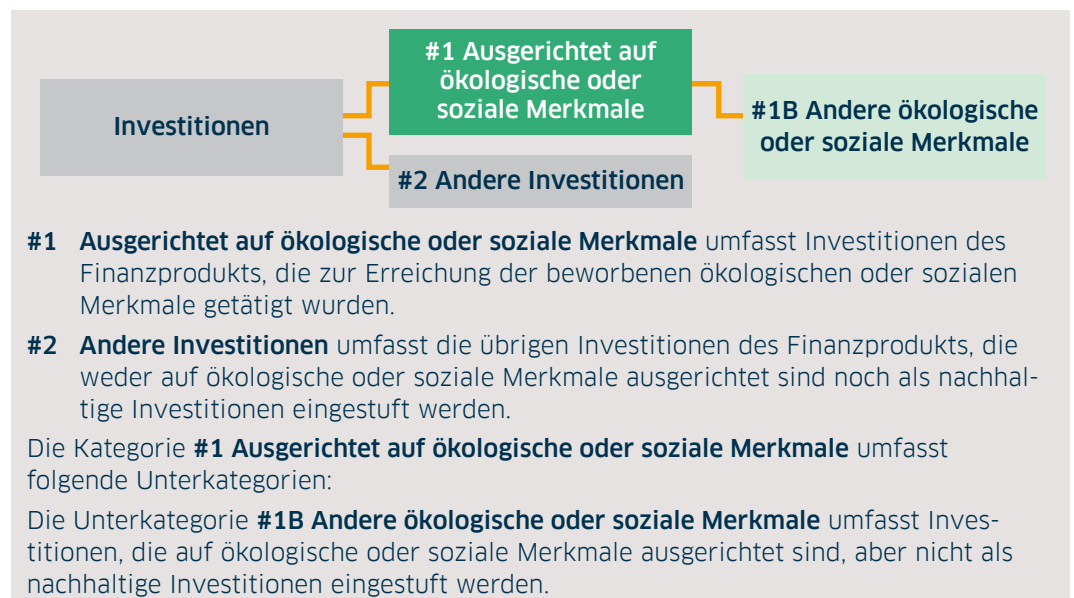 #1 Ausgerichtet auf
ökologische oder
soziale Merkmale
Investitionen
#1B Andere ökologische
oder soziale Merkmale
#2 Andere Investitionen
#1 Ausgerichtet auf ökologische oder soziale Merkmale umfasst Investitionen des
Finanzprodukts, die zur Erreichung der beworbenen ökologischen oder sozialen
Merkmale getätigt wurden.
#2 Andere Investitionen umfasst die übrigen Investitionen des Finanzprodukts, die
weder auf ökologische oder soziale Merkmale ausgerichtet sind noch als nachhal-
tige Investitionen eingestuft werden.
Die Kategorie #1 Ausgerichtet auf ökologische oder soziale Merkmale umfasst
folgende Unterkategorien:
Die Unterkategorie #1B Andere ökologische oder soziale Merkmale umfasst Inves-
titionen, die auf ökologische oder soziale Merkmale ausgerichtet sind, aber nicht als
nachhaltige Investitionen eingestuft werden.